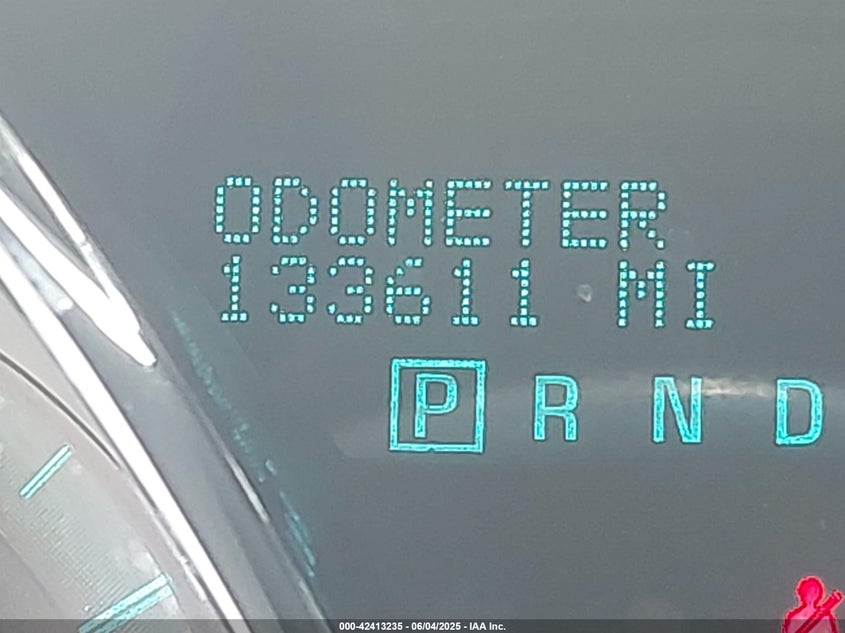 ODOMETER
133611 MI
P R N D
000-42413235 - 06/04/2025 - IAA Inc.